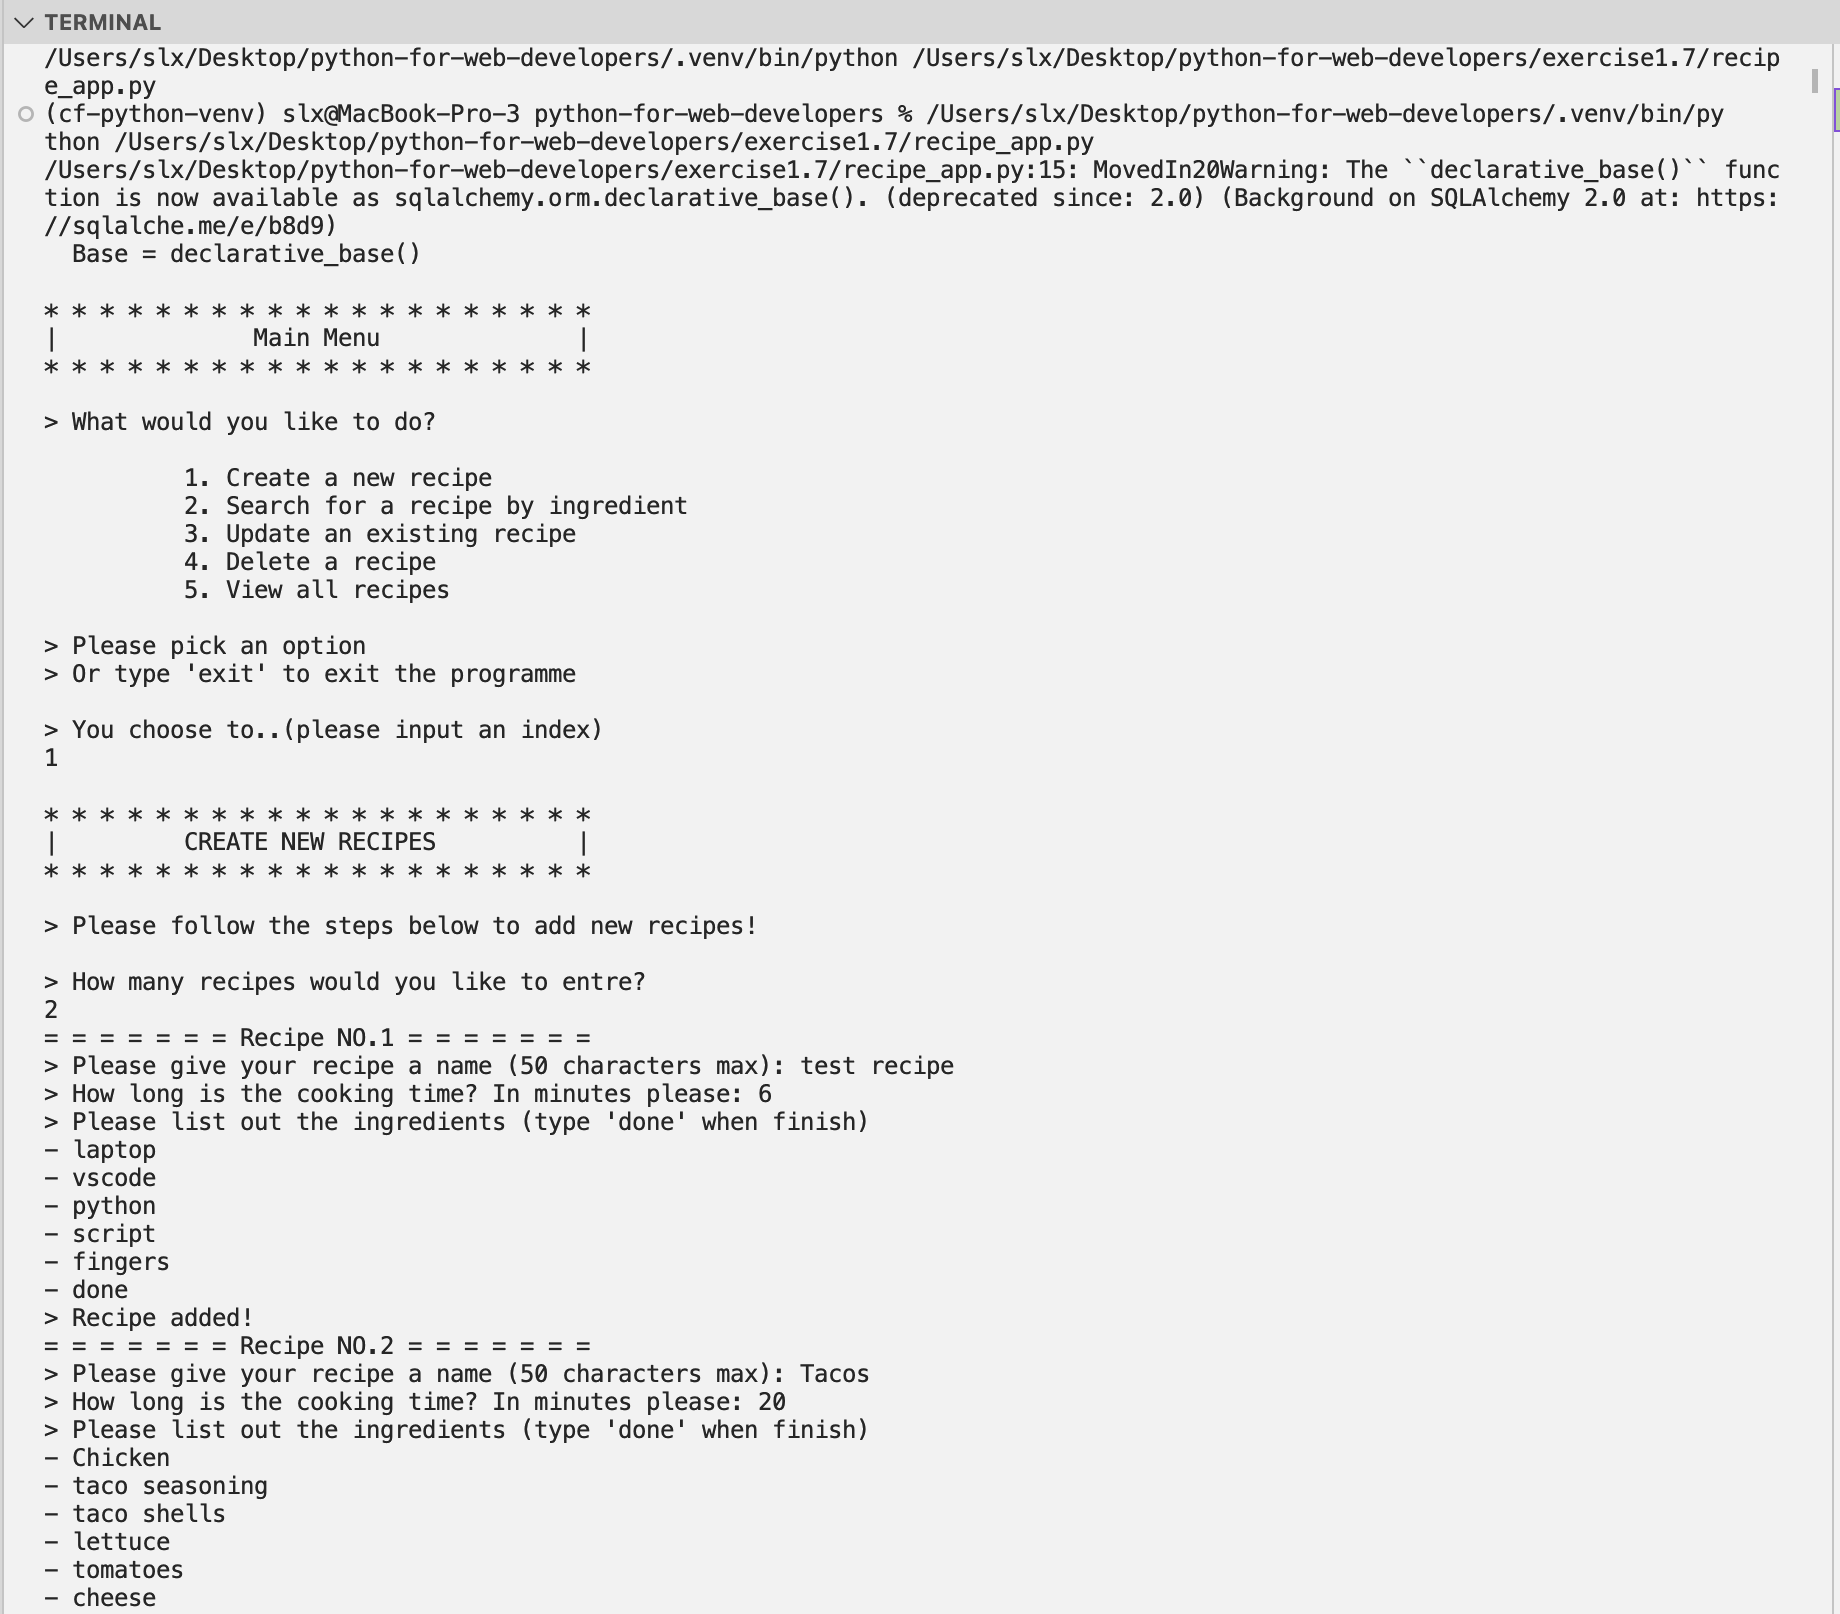 TERMINAL
/Users/slx/Desktop/python-for-web-developers/.venv/bin/python /Users/slx/Desktop/python-for-web-developers/exercise1.7/recip
e_app.py
(cf-python-venv) slx@MacBook-Pro-3 python-for-web-developers % /Users/slx/Desktop/python-for-web-developers/.venv/bin/py
thon /Users/slx/Desktop/python-for-web-developers/exercise1.7/recipe_app.py
/Users/slx/Desktop/python-for-web-developers/exercise1.7/recipe_app.py:15: MovedIn20Warning: The ``declarative_base()`` func
tion is now available as sqlalchemy.orm.declarative_base(). (deprecated since: 2.0) (Background on SQLAlchemy 2.0 at: https:
//sqlalche.me/e/b8d9)
  Base = declarative_base()
* * * * * * * * * * * * * * * * * * * *
|              Main Menu              |
* * * * * * * * * * * * * * * * * * * *
> What would you like to do?
          1. Create a new recipe
          2. Search for a recipe by ingredient
          3. Update an existing recipe
          4. Delete a recipe
          5. View all recipes
> Please pick an option
> Or type 'exit' to exit the programme
> You choose to..(please input an index)
1
* * * * * * * * * * * * * * * * * * * *
|         CREATE NEW RECIPES          |
* * * * * * * * * * * * * * * * * * * *
> Please follow the steps below to add new recipes!
> How many recipes would you like to entre?
2
= = = = = = = Recipe NO.1 = = = = = = =
> Please give your recipe a name (50 characters max): test recipe
> How long is the cooking time? In minutes please: 6
> Please list out the ingredients (type 'done' when finish)
- laptop
- vscode
- python
- script
- fingers
- done
> Recipe added!
= = = = = = = Recipe NO.2 = = = = = = =
> Please give your recipe a name (50 characters max): Tacos
> How long is the cooking time? In minutes please: 20
> Please list out the ingredients (type 'done' when finish)
- Chicken
- taco seasoning
- taco shells
- lettuce
- tomatoes
- cheese